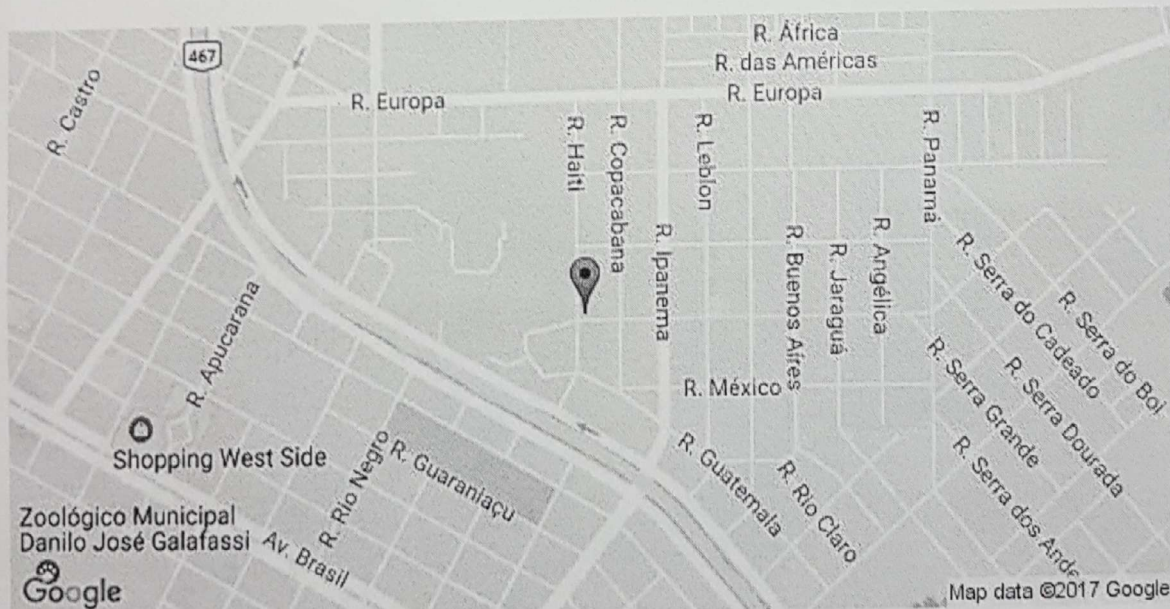 R. África
R. das Américas
R. Europa
R. Europa
467
R. Castro
R. Haiti
R. Copacabana
R. Leblon
R. Panamá
R. Ipanema
R. Buenos Aires
R. Jaraguá
R. Angélica
R. Serra do Cadeado
R. Serra do Boi
R. Apucarana
R. México
R. Serra Grande
R. Serra Dourada
Shopping West Side
R. Rio Negro
R. Guaraniaçu
R. Guatemala
R. Rio Claro
R. Serra dos Ande
Zoológico Municipal
Danilo José Galafassi
Av. Brasil
Google
Map data ©2017 Google